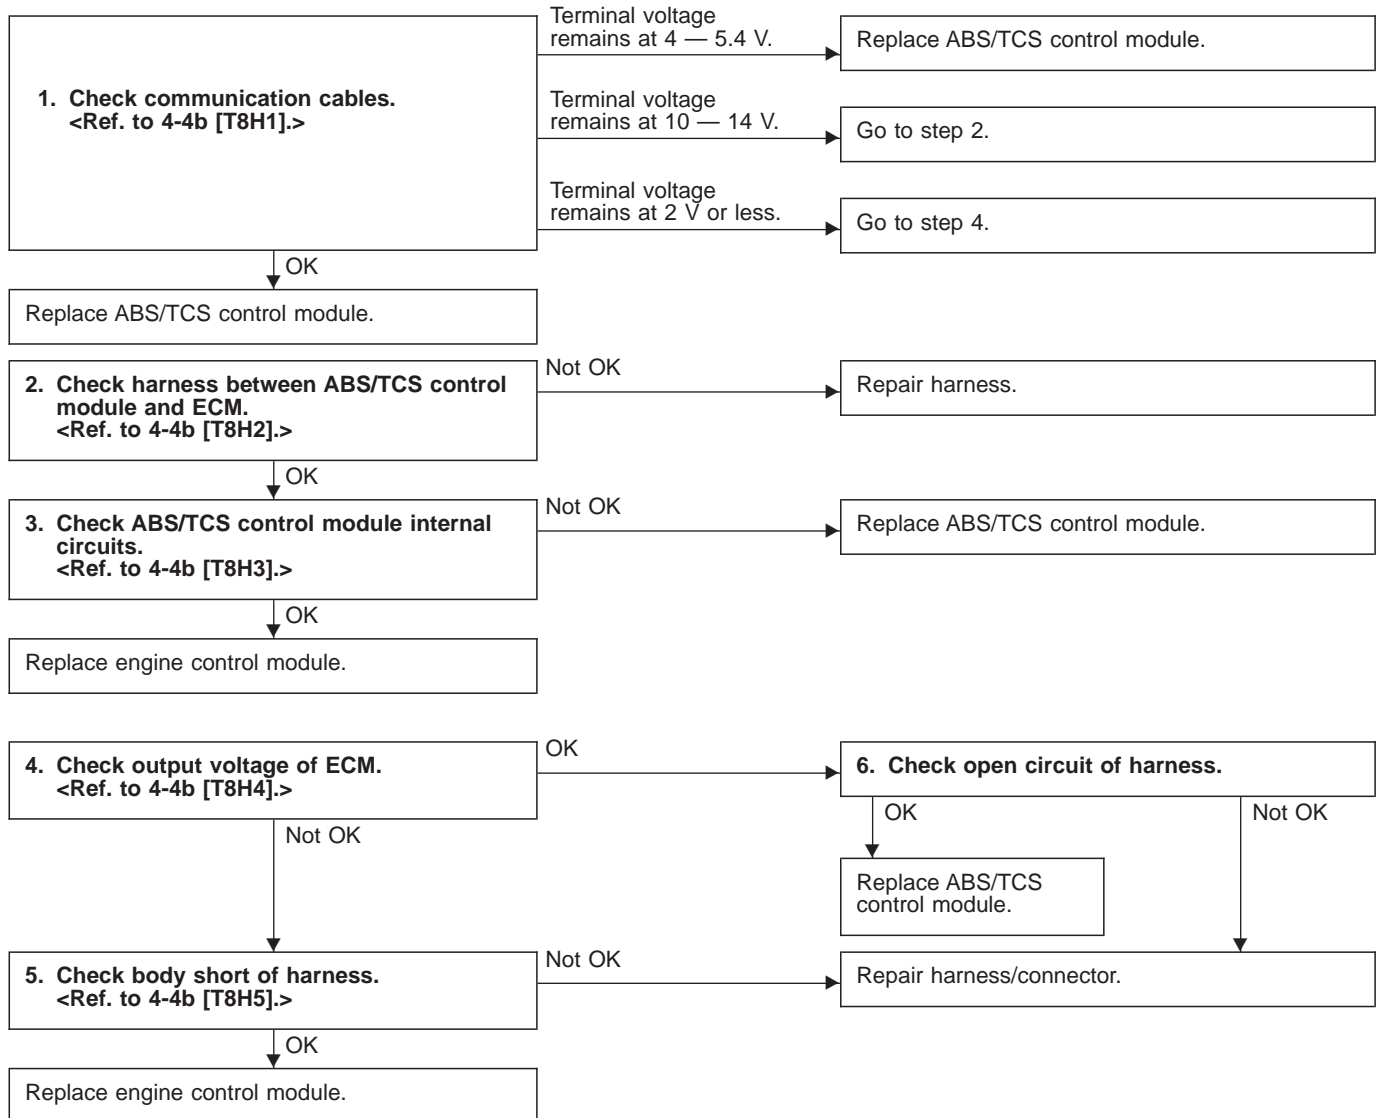 Terminal voltage
remains at 4 — 5.4 V.
Replace ABS/TCS control module.
1. Check communication cables.
<Ref. to 4-4b [T8H1].>
Terminal voltage
remains at 10 — 14 V.
Go to step 2.
Terminal voltage
remains at 2 V or less.
Go to step 4.
OK
Replace ABS/TCS control module.
2. Check harness between ABS/TCS control
module and ECM.
<Ref. to 4-4b [T8H2].>
Not OK
Repair harness.
OK
3. Check ABS/TCS control module internal
circuits.
<Ref. to 4-4b [T8H3].>
Not OK
Replace ABS/TCS control module.
OK
Replace engine control module.
4. Check output voltage of ECM.
<Ref. to 4-4b [T8H4].>
OK
6. Check open circuit of harness.
Not OK
OK
Not OK
Replace ABS/TCS
control module.
5. Check body short of harness.
<Ref. to 4-4b [T8H5].>
Not OK
Repair harness/connector.
OK
Replace engine control module.